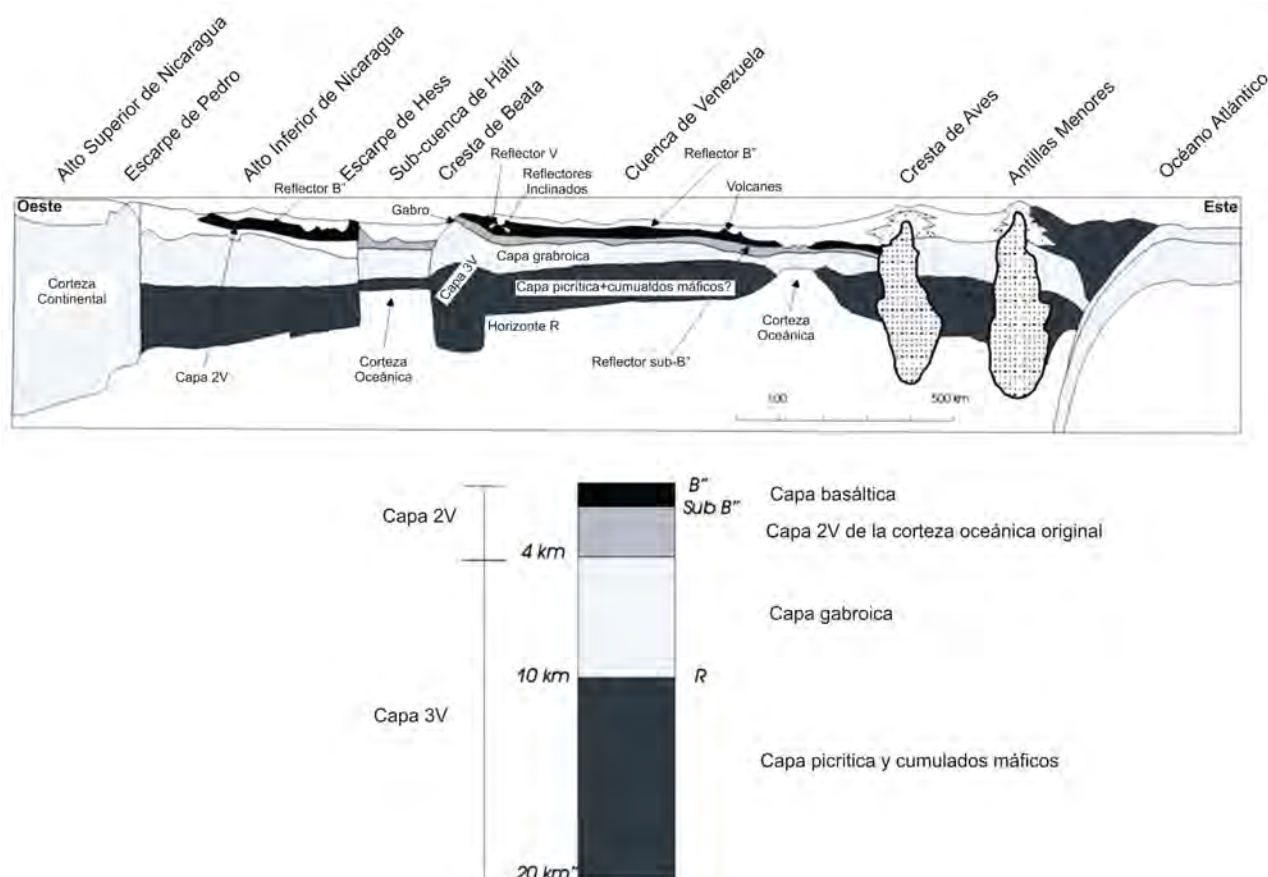 Alto Superior de Nicaragua
Escarpe de Pedro
Alto Inferior de Nicaragua
Escarpe de Hess
Sub-cuenca de Haití
Cresta de Beata
Cuenca de Venezuela
Cresta de Aves
Antillas Menores
Océano Atlántico
Oeste
Este
Reflector B"
Gabro
Reflector V
Reflectores
Inclinados
Reflector B"
Volcanes
Corteza
Continental
Capa 3V
Capa grabroica
Capa picrítica+cumualdos máficos?
Horizonte R
Capa 2V
Corteza
Oceánica
Corteza
Oceánica
Reflector sub-B"
100
500 km
Capa 2V
Capa 3V
4 km
10 km
20 km"
B"
Sub B"
R
Capa basáltica
Capa 2V de la corteza oceánica original
Capa gabroica
Capa picritica y cumulados máficos